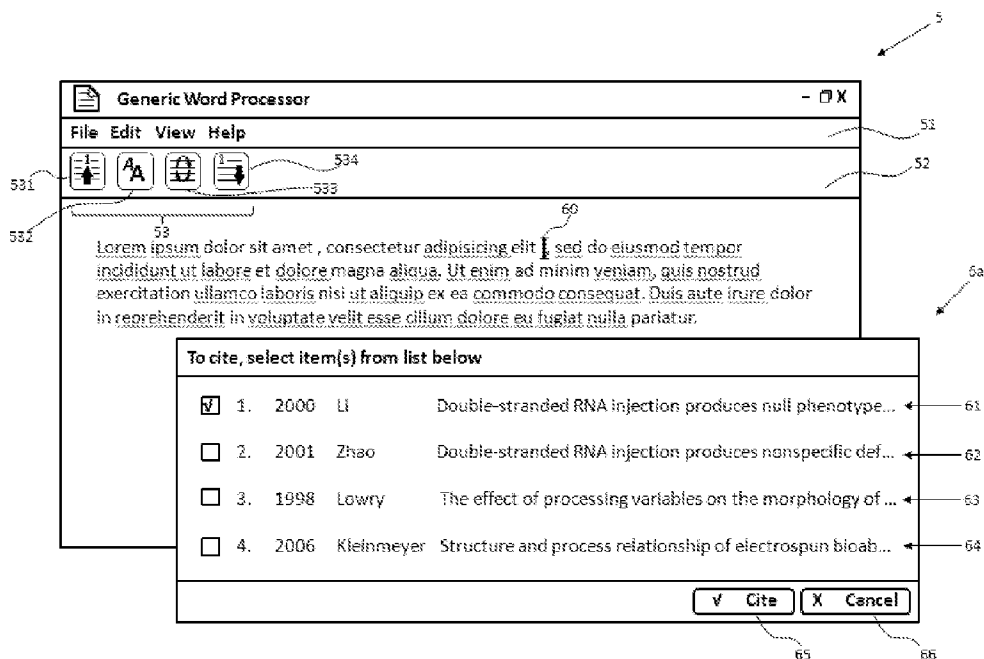 5
Generic Word Processor
File Edit View Help
51
531
534
52
533
532
53
60
Lorem ipsum dolor sit amet , consectetur adipisicing elit , sed do eiusmod tempor
incididunt ut labore et dolore magna aliqua. Ut enim ad minim veniam, quis nostrud
exercitation ullamco laboris nisi ut aliquip ex ea commodo consequat. Duis aute irure dolor
in reprehenderit in voluptate velit esse cillum dolore eu fugiat nulla pariatur.
6a
To cite, select item(s) from list below
√ 1. 2000 Li Double-stranded RNA injection produces null phenotype... 61
2. 2001 Zhao Double-stranded RNA injection produces nonspecific def... 62
3. 1998 Lowry The effect of processing variables on the morphology of ... 63
4. 2006 Kleinmeyer Structure and process relationship of electrospun bioab... 64
√ Cite X Cancel
65 66